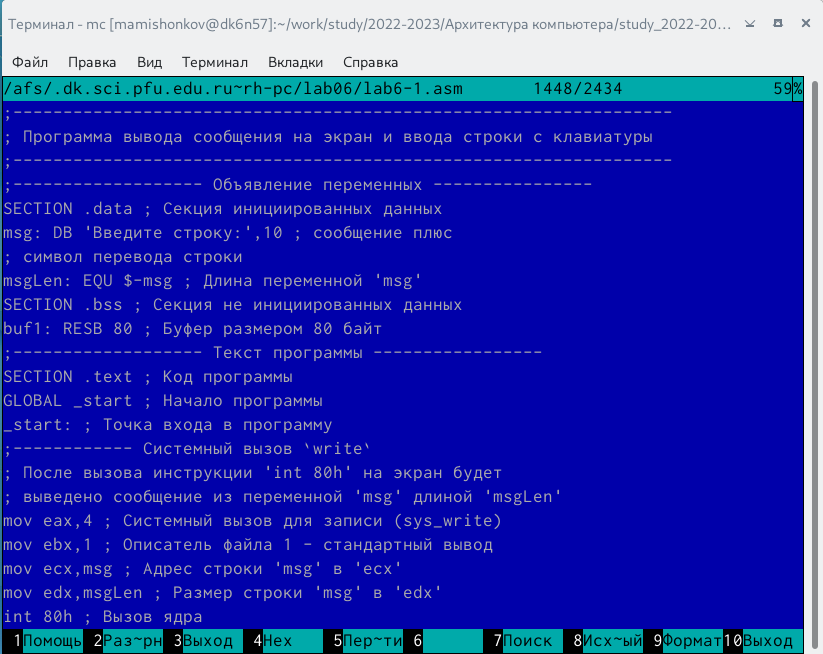 Терминал - mc [mamishonkov@dk6n57]:~/work/study/2022-2023/Архитектура компьютера/study_2022-20...
Файл Правка Вид Терминал Вкладки Справка
/afs/.dk.sci.pfu.edu.ru~rh-pc/lab06/lab6-1.asm 1448/2434 59%
;------------------------------------------------------------------
; Программа вывода сообщения на экран и ввода строки с клавиатуры
;------------------------------------------------------------------
;------------------- Объявление переменных ----------------
SECTION .data ; Секция инициированных данных
msg: DB 'Введите строку:',10 ; сообщение плюс
; символ перевода строки
msgLen: EQU $-msg ; Длина переменной 'msg'
SECTION .bss ; Секция не инициированных данных
buf1: RESB 80 ; Буфер размером 80 байт
;------------------- Текст программы -----------------
SECTION .text ; Код программы
GLOBAL _start ; Начало программы
_start: ; Точка входа в программу
;------------ Системный вызов `write`
; После вызова инструкции 'int 80h' на экран будет
; выведено сообщение из переменной 'msg' длиной 'msgLen'
mov eax,4 ; Системный вызов для записи (sys_write)
mov ebx,1 ; Описатель файла 1 - стандартный вывод
mov ecx,msg ; Адрес строки 'msg' в 'ecx'
mov edx,msgLen ; Размер строки 'msg' в 'edx'
int 80h ; Вызов ядра
1Помощь 2Раз~рн 3Выход 4Hex 5Пер~ти 6 7Поиск 8Исх~ый 9Формат 10Выход